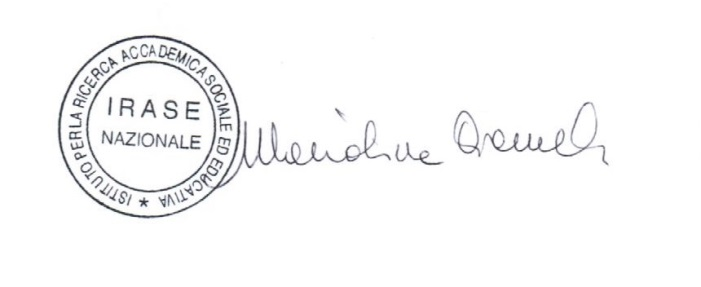 ISTITUTO PER LA RICERCA ACCADEMICA SOCIALE ED EDUCATIVA *
IRASE
NAZIONALE